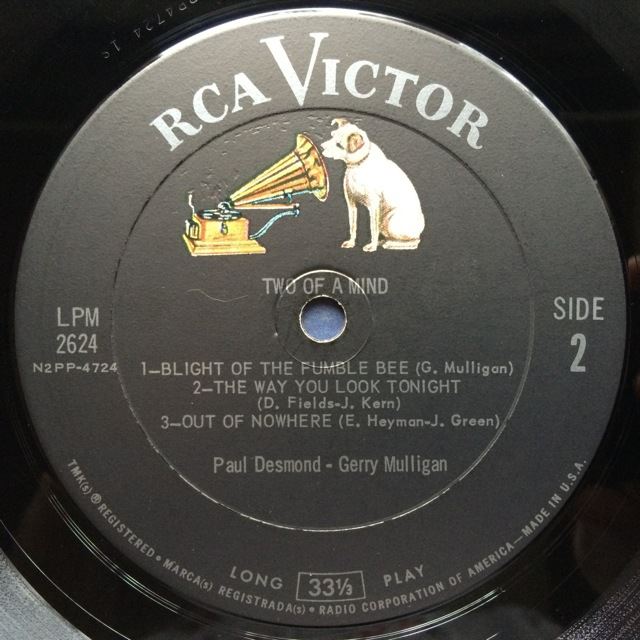 RCA VICTOR
TWO OF A MIND
LPM
2624
N2PP-4724
SIDE
2
1—BLIGHT OF THE FUMBLE BEE (G. Mulligan)
2—THE WAY YOU LOOK TONIGHT
(D. Fields-J. Kern)
3—OUT OF NOWHERE (E. Heyman-J. Green)
Paul Desmond - Gerry Mulligan
LONG 33⅓ PLAY
TMK(s) ® REGISTERED • MARCA(s) REGISTRADA(s) • RADIO CORPORATION OF AMERICA—MADE IN U.S.A.